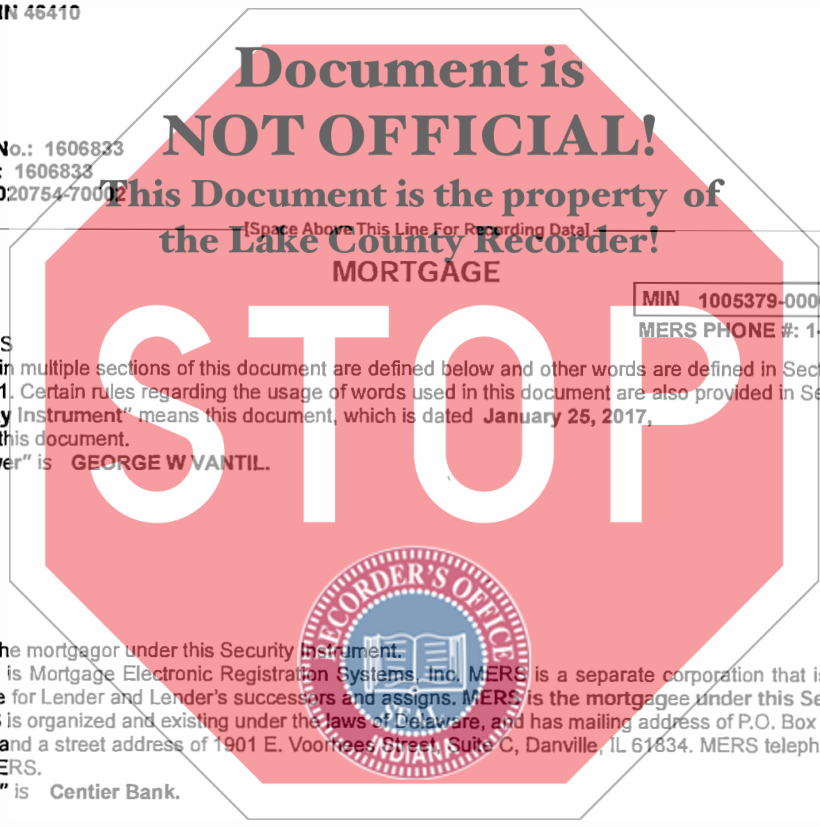 IN 46410
Document is
NOT OFFICIAL!
No.: 1606833
: 1606833
020754-70002
This Document is the property of
[Space Above This Line For Recording Data]
the Lake County Recorder!
MORTGAGE
MIN 1005379-000
MERS PHONE #: 1-
S
in multiple sections of this document are defined below and other words are defined in Sect
1. Certain rules regarding the usage of words used in this document are also provided in Se
y Instrument" means this document, which is dated January 25, 2017,
this document.
er" is GEORGE W VANTIL.
STOP
RECORDER'S OFFICE
he mortgagor under this Security Instrument.
is Mortgage Electronic Registration Systems, Inc. MERS is a separate corporation that is
e for Lender and Lender's successors and assigns. MERS is the mortgagee under this Se
S is organized and existing under the laws of Delaware, and has mailing address of P.O. Box
and a street address of 1901 E. Voorhees Street, Suite C, Danville, IL 61834. MERS teleph
INDIANA
ERS.
" is Centier Bank.